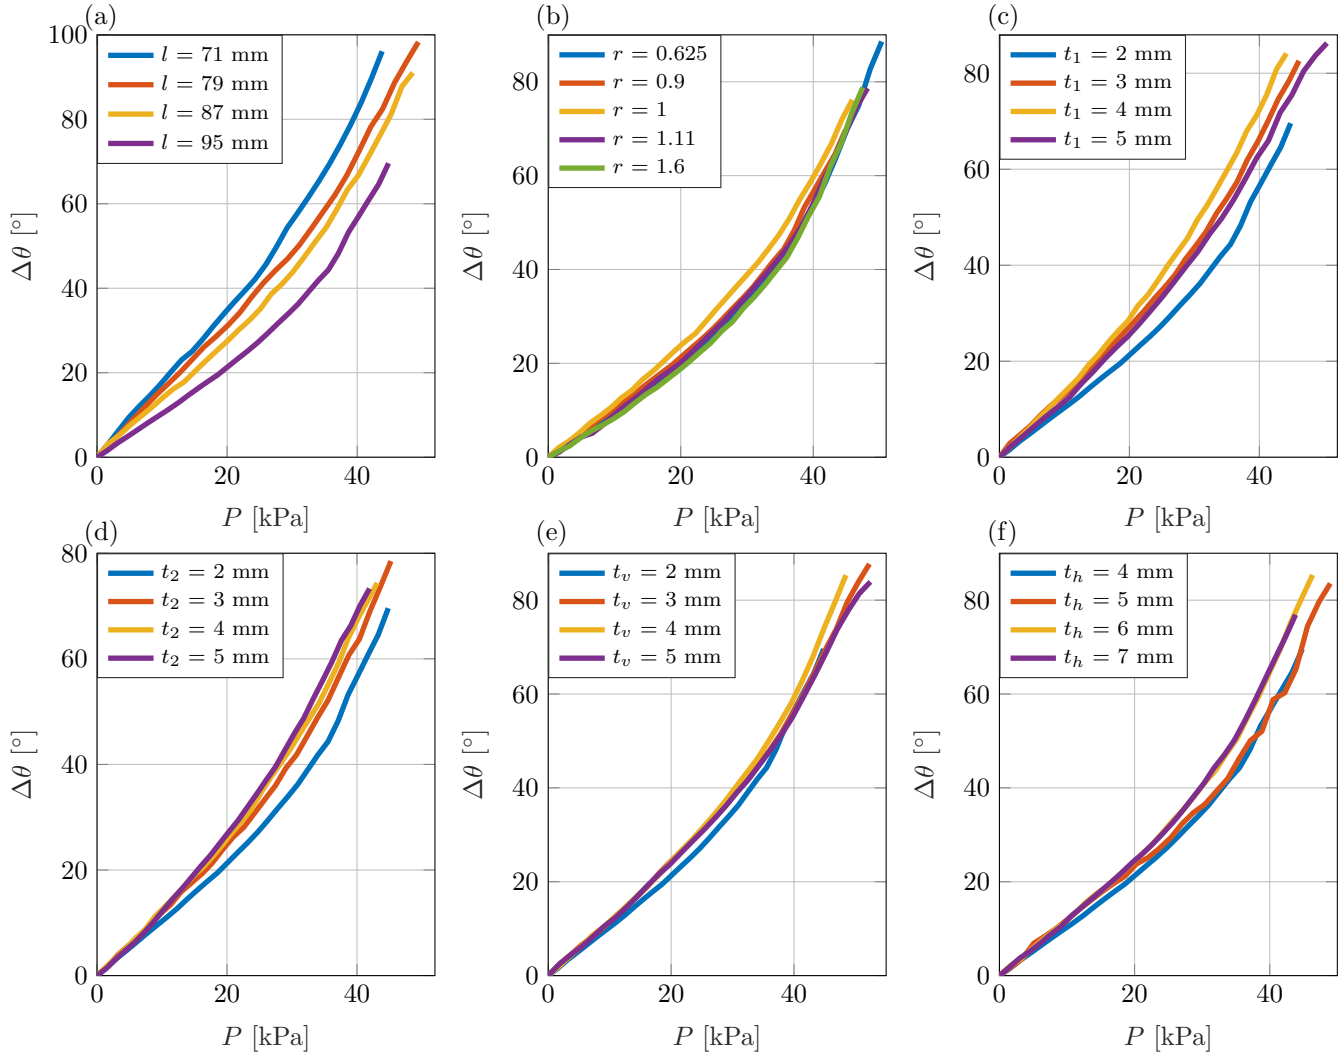 (a)
l = 71 mm
l = 79 mm
l = 87 mm
l = 95 mm
100
80
60
40
20
0
0 20 40
Δθ [°]
P [kPa]
(b)
r = 0.625
r = 0.9
r = 1
r = 1.11
r = 1.6
80
60
40
20
0
0 20 40
Δθ [°]
P [kPa]
(c)
t₁ = 2 mm
t₁ = 3 mm
t₁ = 4 mm
t₁ = 5 mm
80
60
40
20
0
0 20 40
Δθ [°]
P [kPa]
(d)
t₂ = 2 mm
t₂ = 3 mm
t₂ = 4 mm
t₂ = 5 mm
80
60
40
20
0
0 20 40
Δθ [°]
P [kPa]
(e)
tᵥ = 2 mm
tᵥ = 3 mm
tᵥ = 4 mm
tᵥ = 5 mm
80
60
40
20
0
0 20 40
Δθ [°]
P [kPa]
(f)
tₕ = 4 mm
tₕ = 5 mm
tₕ = 6 mm
tₕ = 7 mm
80
60
40
20
0
0 20 40
Δθ [°]
P [kPa]